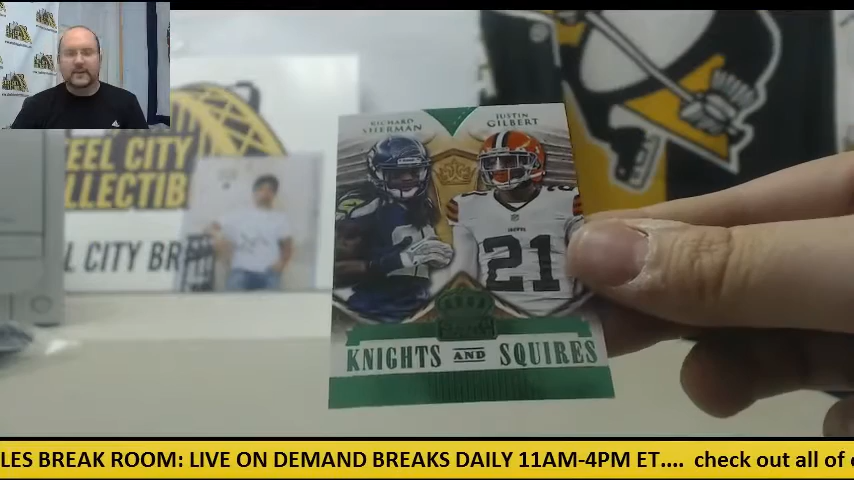 EEL CITY
LLECTIB
L CITY BR
RICHARD
SHERMAN
JUSTIN
GILBERT
21
KNIGHTS AND SQUIRES
LES BREAK ROOM: LIVE ON DEMAND BREAKS DAILY 11AM-4PM ET.... check out all of